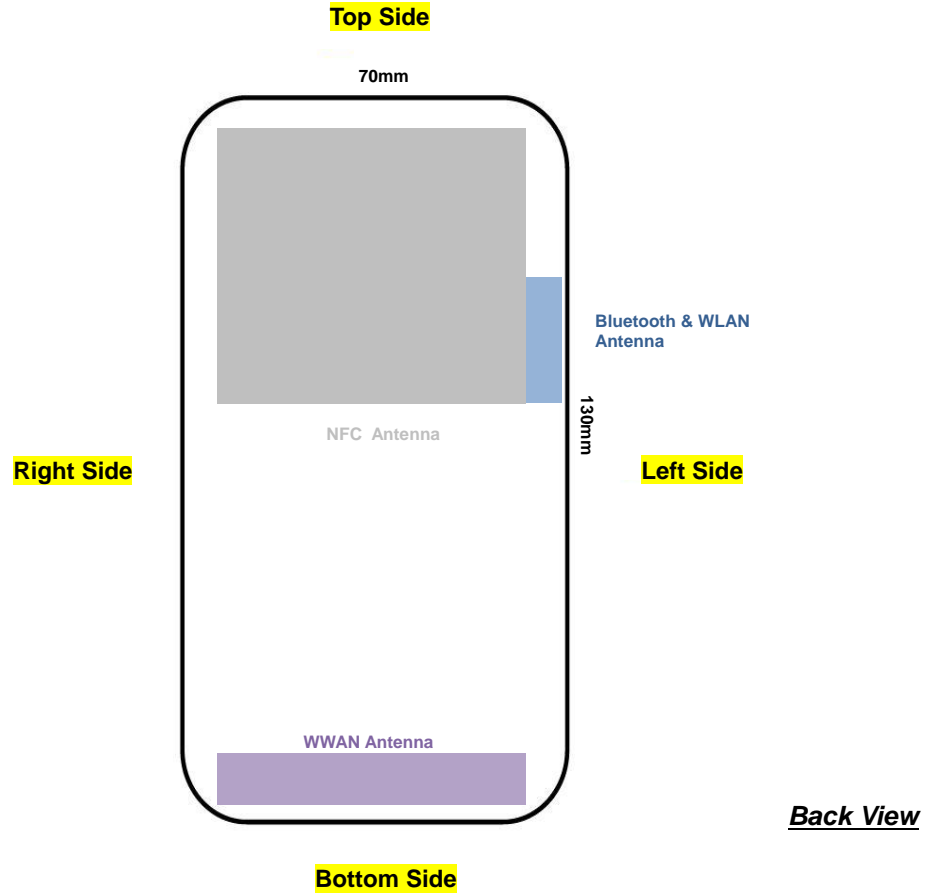 Top Side
70mm
Bluetooth & WLAN
Antenna
130mm
NFC Antenna
Right Side
Left Side
WWAN Antenna
Back View
Bottom Side